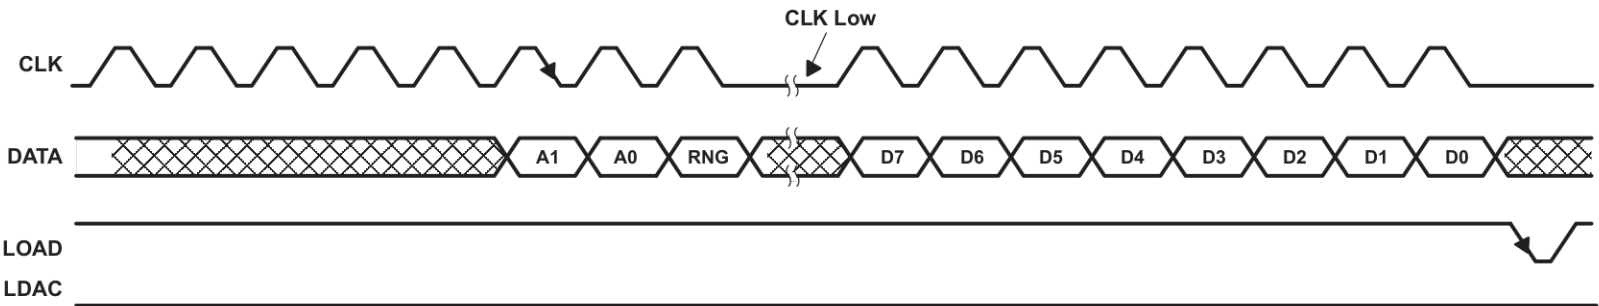 CLK Low
CLK
DATA A1 A0 RNG D7 D6 D5 D4 D3 D2 D1 D0
LOAD
LDAC